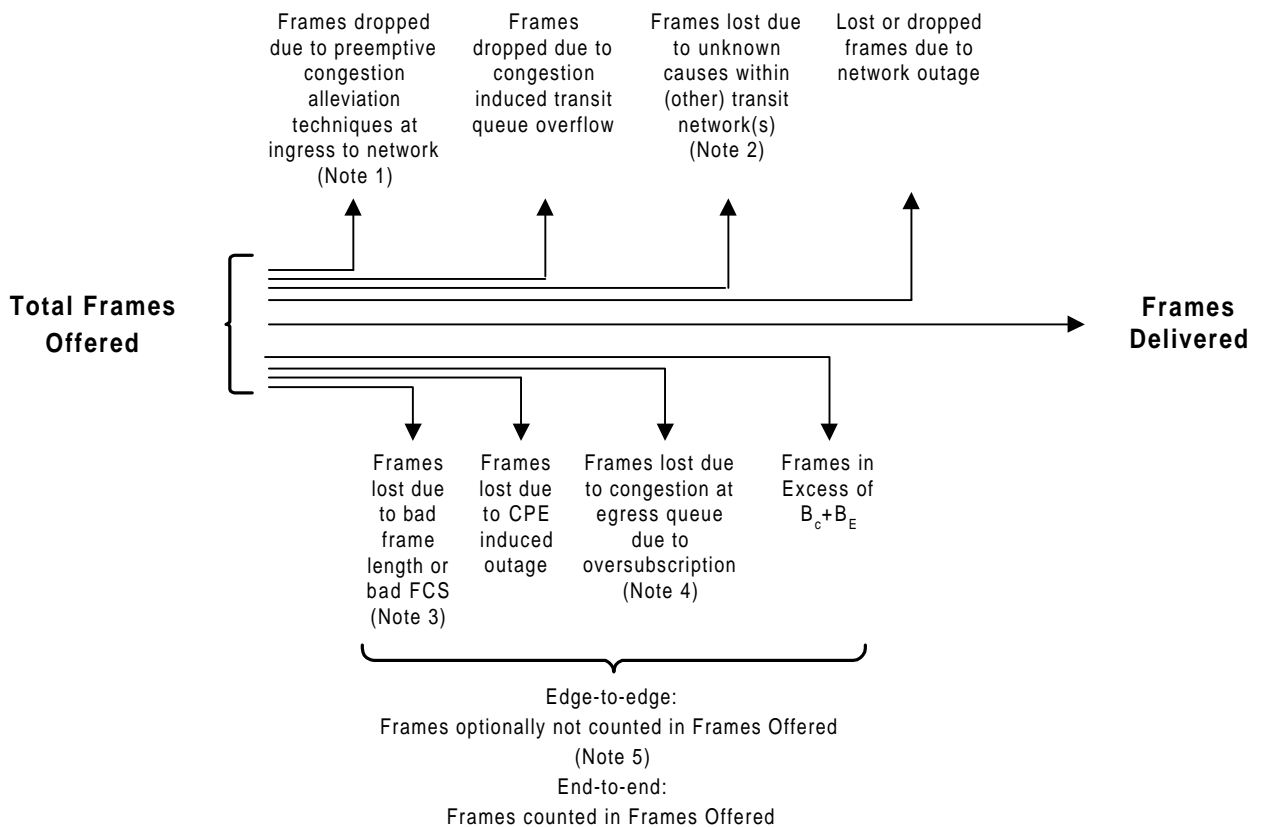 Frames dropped
due to preemptive
congestion
alleviation
techniques at
ingress to network
(Note 1)
Frames
dropped due to
congestion
induced transit
queue overflow
Frames lost due
to unknown
causes within
(other) transit
network(s)
(Note 2)
Lost or dropped
frames due to
network outage
Total Frames
Offered
Frames
Delivered
Frames
lost due
to bad
frame
length or
bad FCS
(Note 3)
Frames
lost due
to CPE
induced
outage
Frames lost due
to congestion at
egress queue
due to
oversubscription
(Note 4)
Frames in
Excess of
Bc+BE
Edge-to-edge:
Frames optionally not counted in Frames Offered
(Note 5)
End-to-end:
Frames counted in Frames Offered